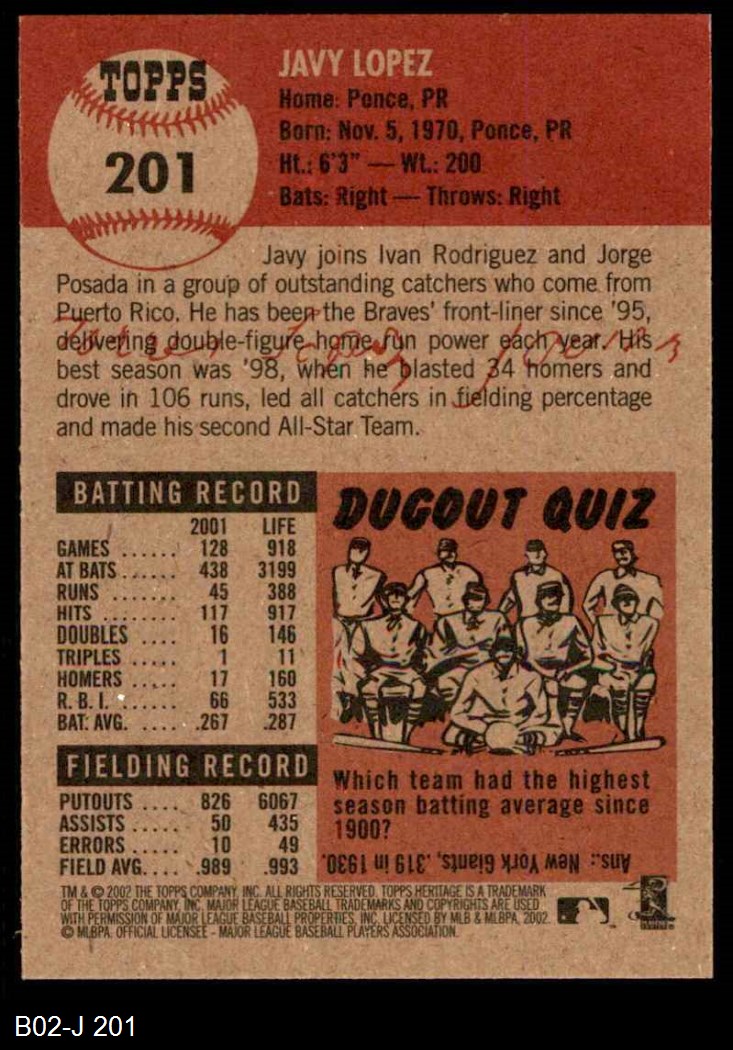 TOPPS
201
JAVY LOPEZ
Home: Ponce, PR
Born: Nov. 5, 1970, Ponce, PR
Ht.: 6'3" — Wt.: 200
Bats: Right — Throws: Right
Javy joins Ivan Rodriguez and Jorge
Posada in a group of outstanding catchers who come from
Puerto Rico. He has been the Braves' front-liner since '95,
delivering double-figure home run power each year. His
best season was '98, when he blasted 34 homers and
drove in 106 runs, led all catchers in fielding percentage
and made his second All-Star Team.
BATTING RECORD
2001 LIFE
GAMES ...... 128 918
AT BATS ...... 438 3199
RUNS ....... 45 388
HITS ........ 117 917
DOUBLES .... 16 146
TRIPLES ..... 1 11
HOMERS ..... 17 160
R. B. I. ....... 66 533
BAT. AVG. .... .267 .287
FIELDING RECORD
PUTOUTS .... 826 6067
ASSISTS ..... 50 435
ERRORS ..... 10 49
FIELD AVG. ... .989 .993
DUGOUT QUIZ
Which team had the highest
season batting average since
1900?
Ans.: New York Giants, .319 in 1930.
TM & © 2002 THE TOPPS COMPANY, INC. ALL RIGHTS RESERVED. TOPPS HERITAGE IS A TRADEMARK
OF THE TOPPS COMPANY, INC. MAJOR LEAGUE BASEBALL TRADEMARKS AND COPYRIGHTS ARE USED
WITH PERMISSION OF MAJOR LEAGUE BASEBALL PROPERTIES, INC. LICENSED BY MLB & MLBPA, 2002.
© MLBPA. OFFICIAL LICENSEE - MAJOR LEAGUE BASEBALL PLAYERS ASSOCIATION.
B02-J 201